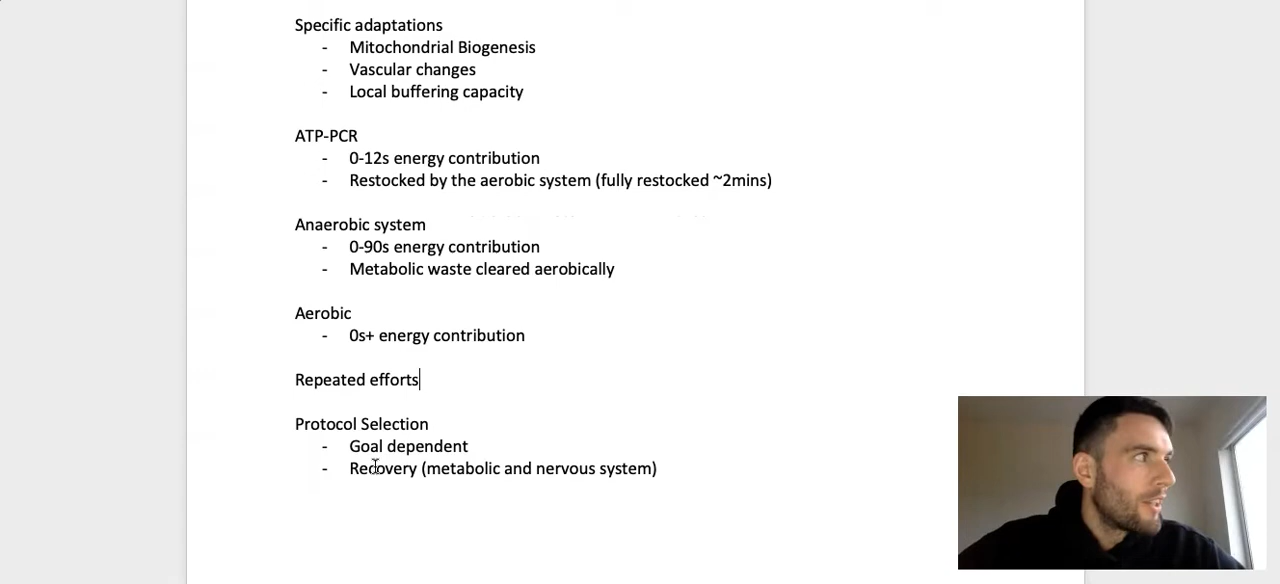 Specific adaptations
- Mitochondrial Biogenesis
- Vascular changes
- Local buffering capacity
ATP-PCR
- 0-12s energy contribution
- Restocked by the aerobic system (fully restocked ~2mins)
Anaerobic system
- 0-90s energy contribution
- Metabolic waste cleared aerobically
Aerobic
- 0s+ energy contribution
Repeated efforts
Protocol Selection
- Goal dependent
- Recovery (metabolic and nervous system)